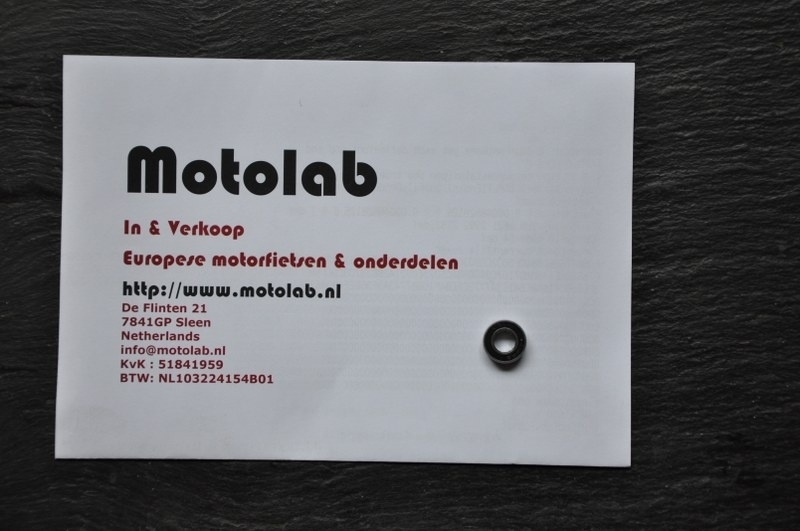 Motolab
In & Verkoop
Europese motorfietsen & onderdelen
http://www.motolab.nl
De Flinten 21
7841GP Sleen
Netherlands
info@motolab.nl
KvK : 51841959
BTW: NL103224154B01